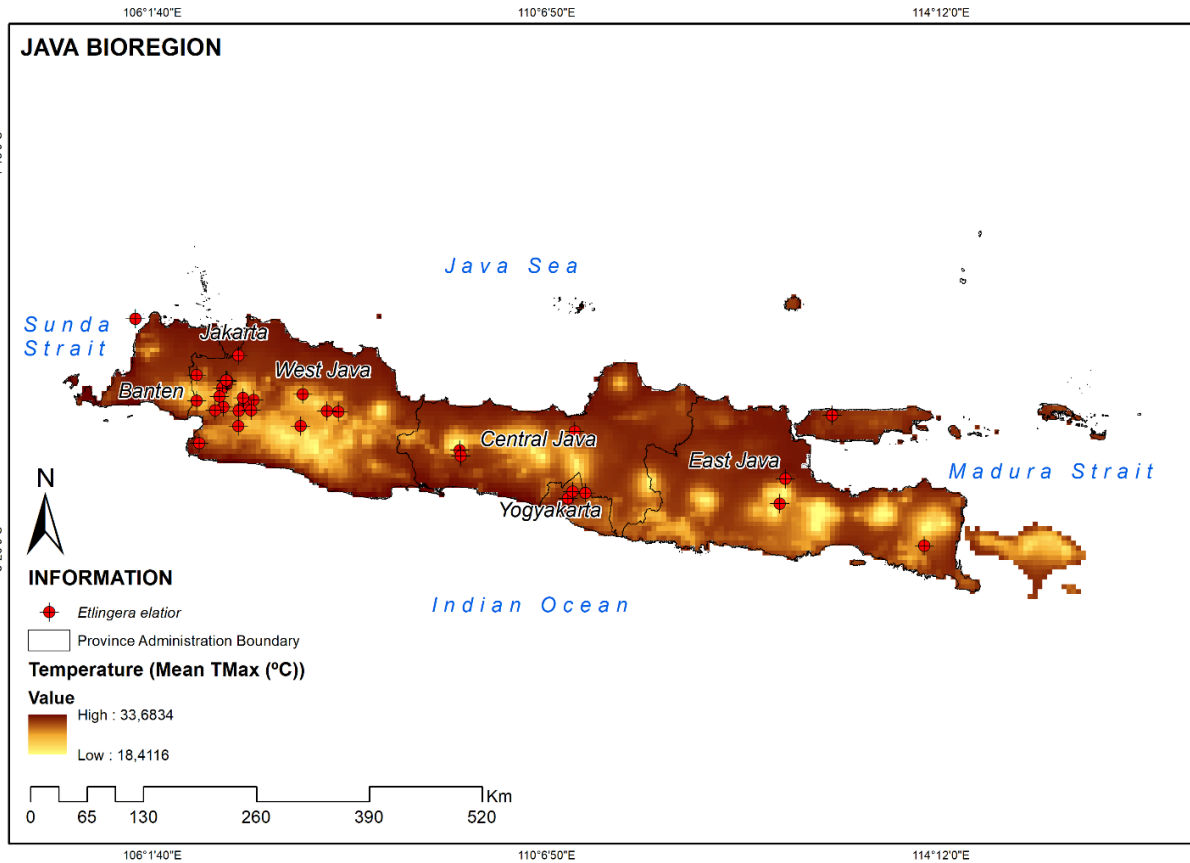 106°1'40"E 110°6'50"E 114°12'0"E
JAVA BIOREGION
Java Sea
Sunda
Strait
Jakarta
West Java
Banten
Central Java
East Java
Madura Strait
Yogyakarta
N
INFORMATION
Indian Ocean
Etlingera elatior
Province Administration Boundary
Temperature (Mean TMax (ºC))
Value
High : 33,6834
Low : 18,4116
Km
0 65 130 260 390 520
106°1'40"E 110°6'50"E 114°12'0"E